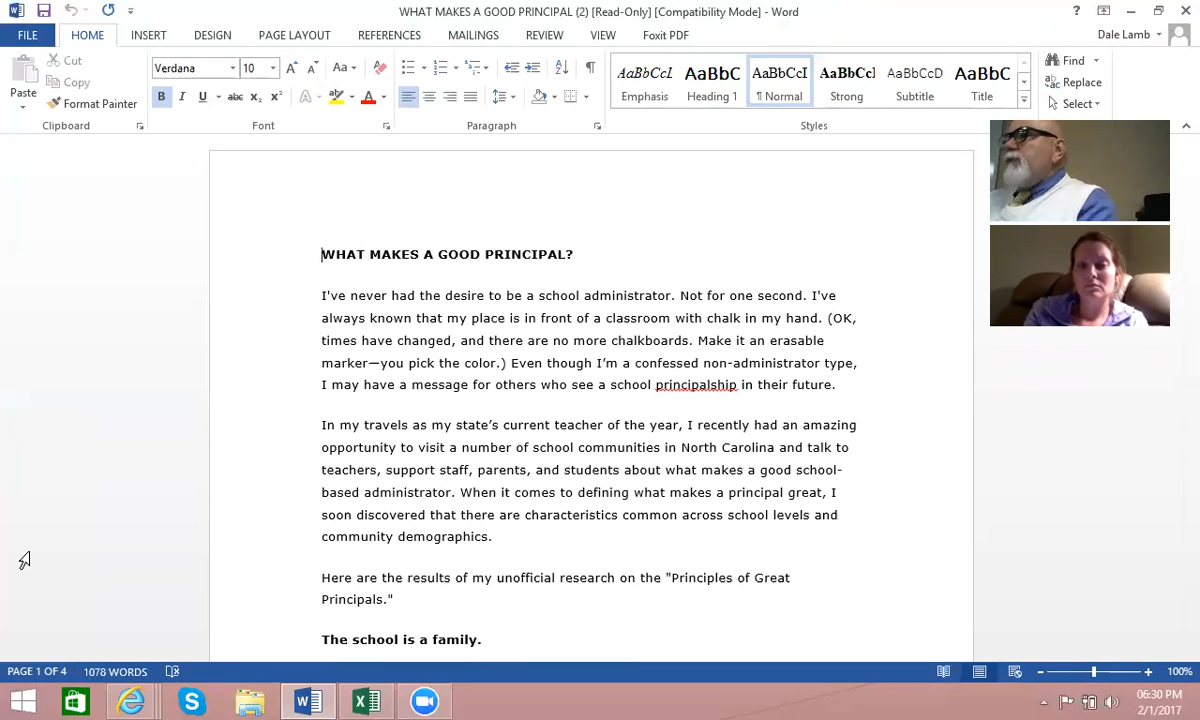 WHAT MAKES A GOOD PRINCIPAL (2) [Read-Only] [Compatibility Mode] - Word
FILE HOME INSERT DESIGN PAGE LAYOUT REFERENCES MAILINGS REVIEW VIEW Foxit PDF Dale Lamb
Cut
Copy
Paste
Format Painter
Clipboard
Verdana 10
Font
Paragraph
AaBbCcI AaBbC AaBbCcI AaBbCcI AaBbCcD AaBbC
Emphasis Heading 1 ¶ Normal Strong Subtitle Title
Styles
Find
Replace
Select
WHAT MAKES A GOOD PRINCIPAL?
I've never had the desire to be a school administrator. Not for one second. I've
always known that my place is in front of a classroom with chalk in my hand. (OK,
times have changed, and there are no more chalkboards. Make it an erasable
marker—you pick the color.) Even though I’m a confessed non-administrator type,
I may have a message for others who see a school principalship in their future.
In my travels as my state’s current teacher of the year, I recently had an amazing
opportunity to visit a number of school communities in North Carolina and talk to
teachers, support staff, parents, and students about what makes a good school-
based administrator. When it comes to defining what makes a principal great, I
soon discovered that there are characteristics common across school levels and
community demographics.
Here are the results of my unofficial research on the "Principles of Great
Principals."
The school is a family.
PAGE 1 OF 4 1078 WORDS 100%
06:30 PM
2/1/2017